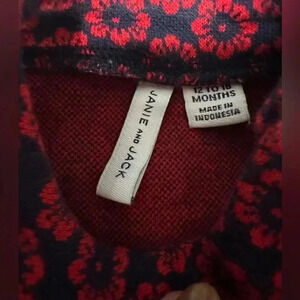 JANIE AND JACK
12 TO 18
MONTHS
MADE IN
INDONESIA